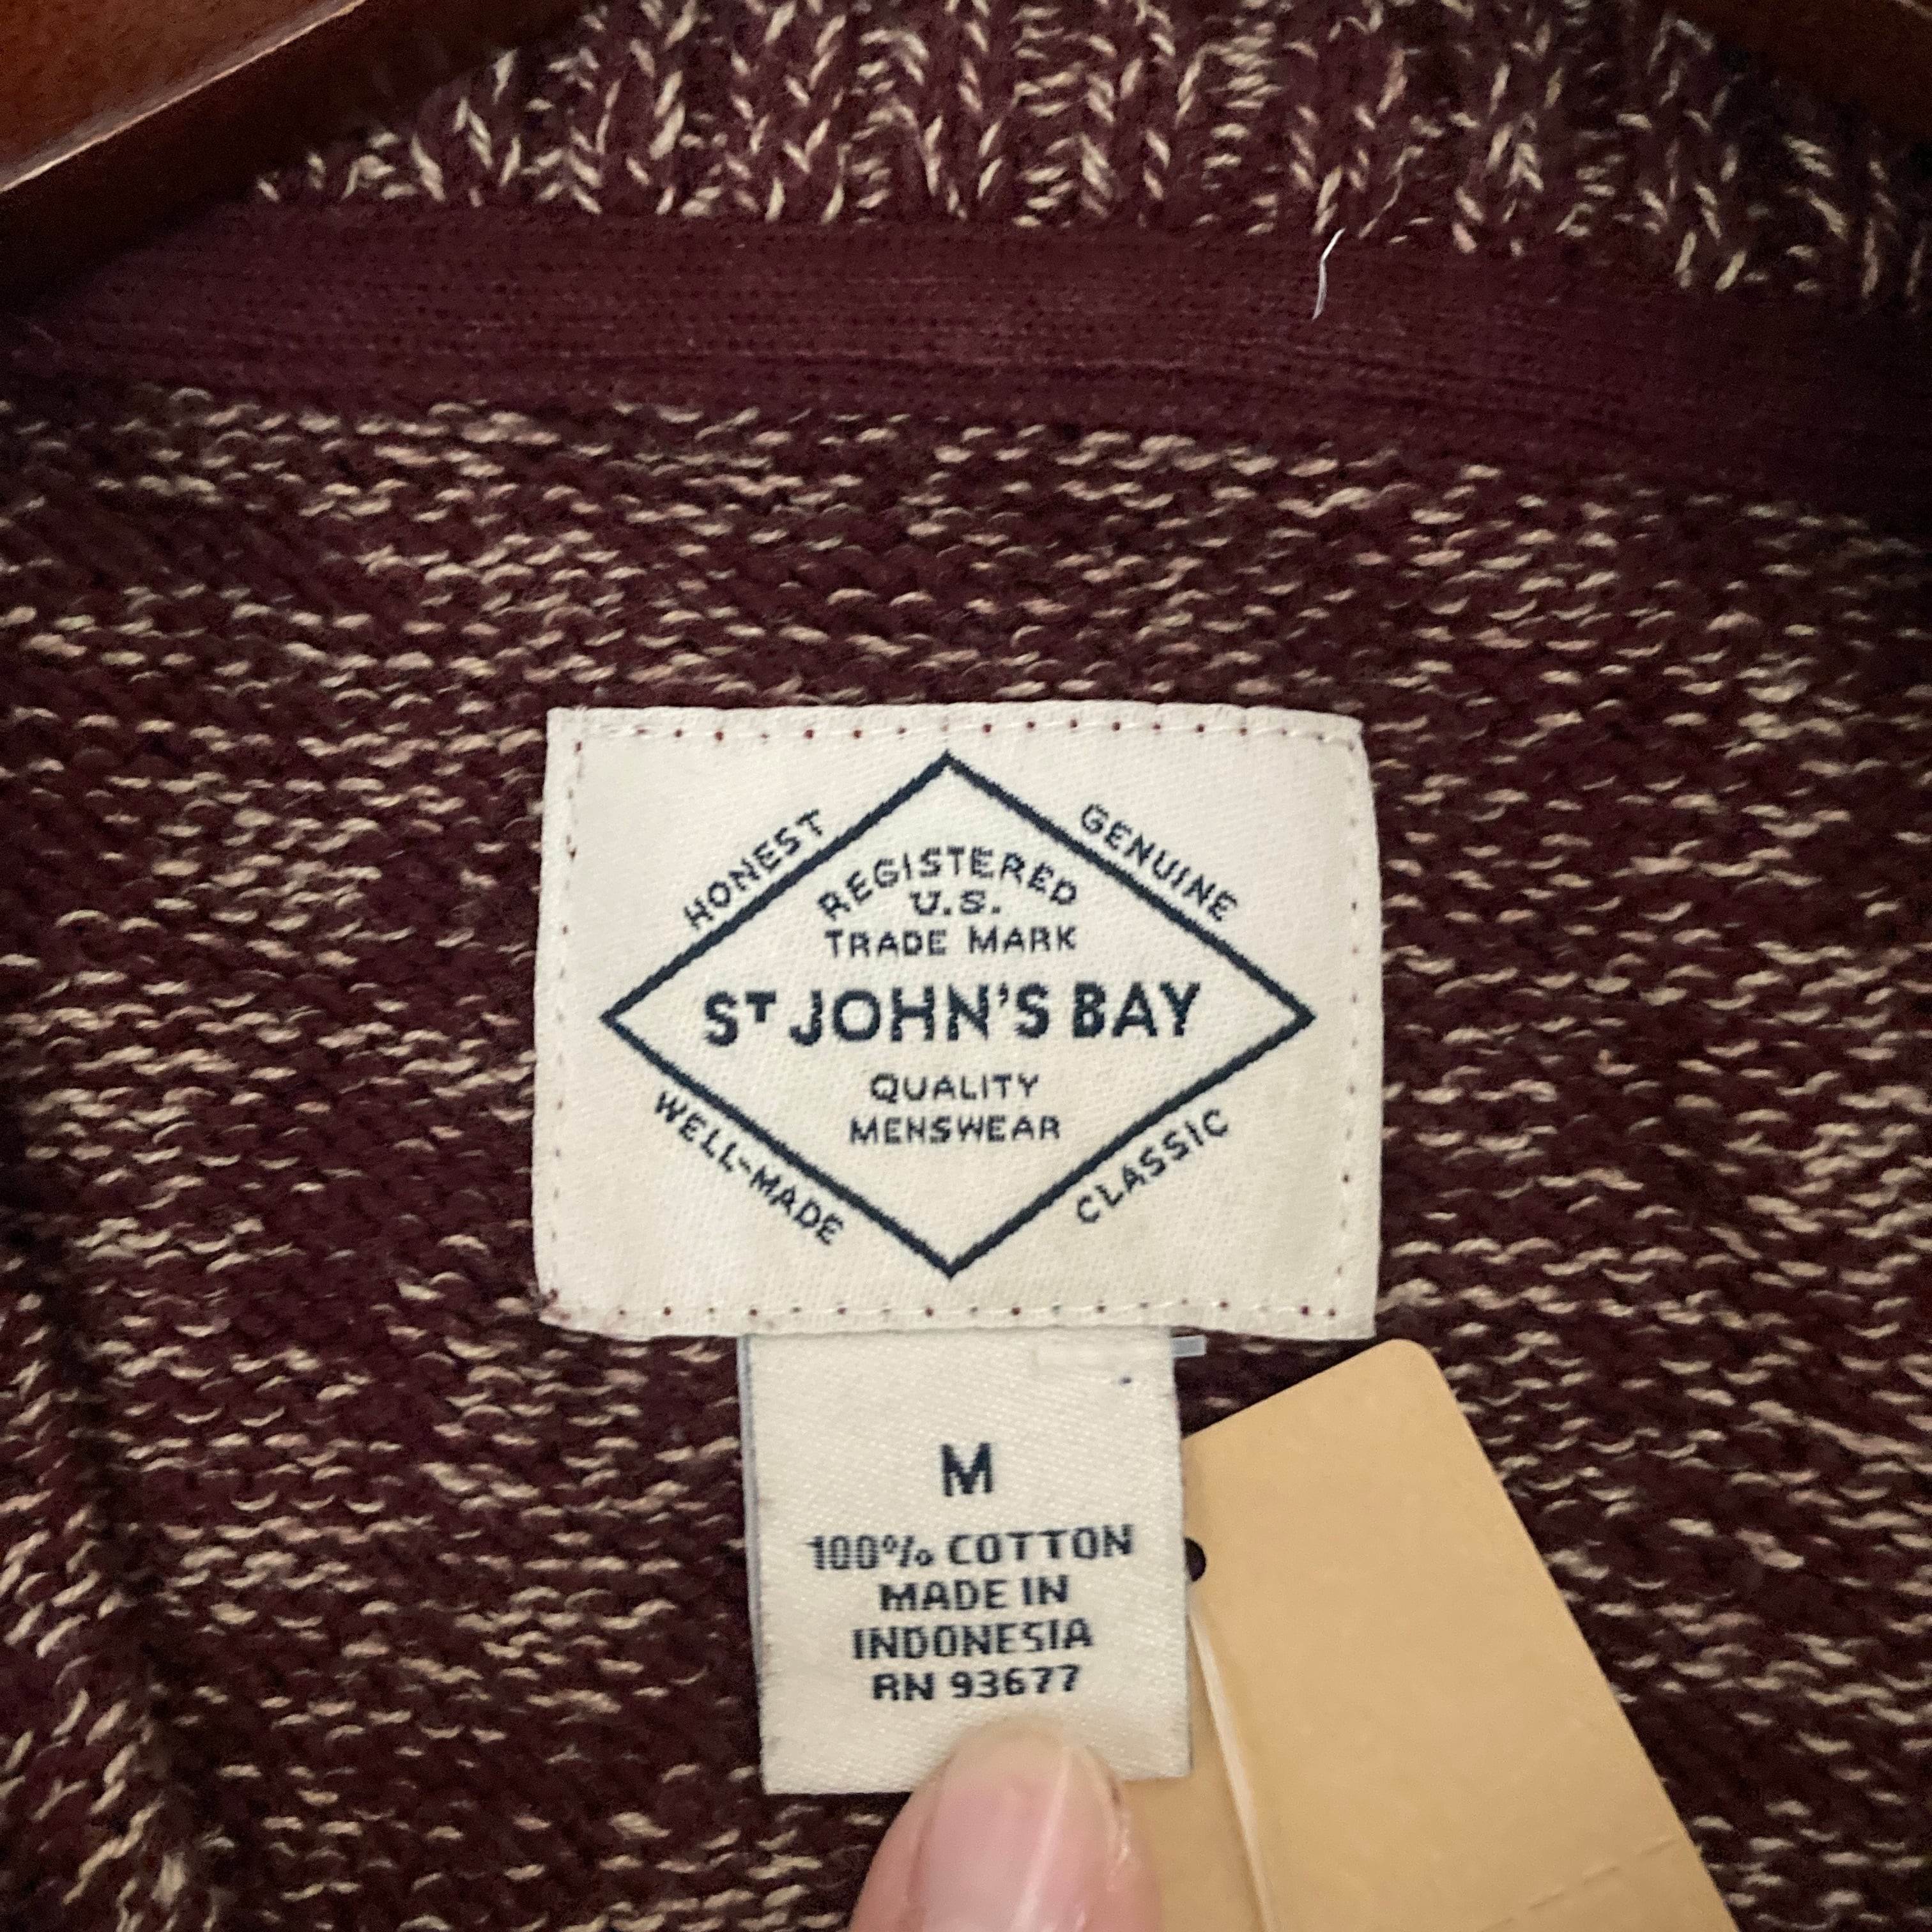 HONEST
GENUINE
REGISTERED
U.S.
TRADE MARK
ST JOHN'S BAY
QUALITY
MENSWEAR
WELL-MADE
CLASSIC
M
100% COTTON
MADE IN
INDONESIA
RN 93677